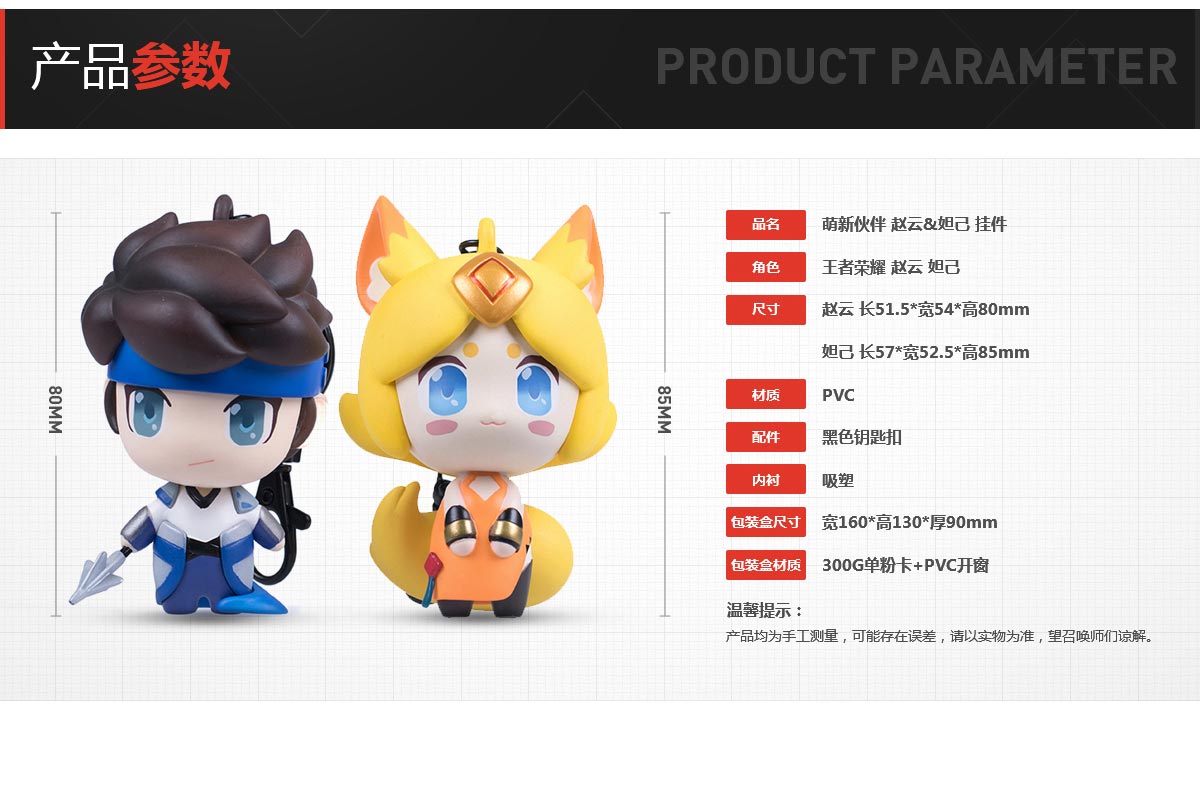 产品参数
PRODUCT PARAMETER
80MM
85MM
品名 萌新伙伴 赵云&妲己 挂件
角色 王者荣耀 赵云 妲己
尺寸 赵云 长51.5*宽54*高80mm
妲己 长57*宽52.5*高85mm
材质 PVC
配件 黑色钥匙扣
内衬 吸塑
包装盒尺寸 宽160*高130*厚90mm
包装盒材质 300G单粉卡+PVC开窗
温馨提示：
产品均为手工测量，可能存在误差，请以实物为准，望召唤师们谅解。